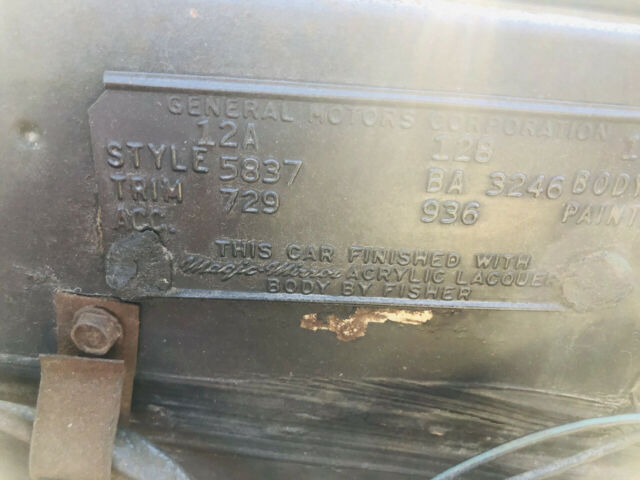 GENERAL MOTORS CORPORATION
12A 12B
STYLE 5837 BA 3246 BODY
TRIM 729 936 PAINT
ACC.
THIS CAR FINISHED WITH
Magic-Mirror ACRYLIC LACQUER
BODY BY FISHER